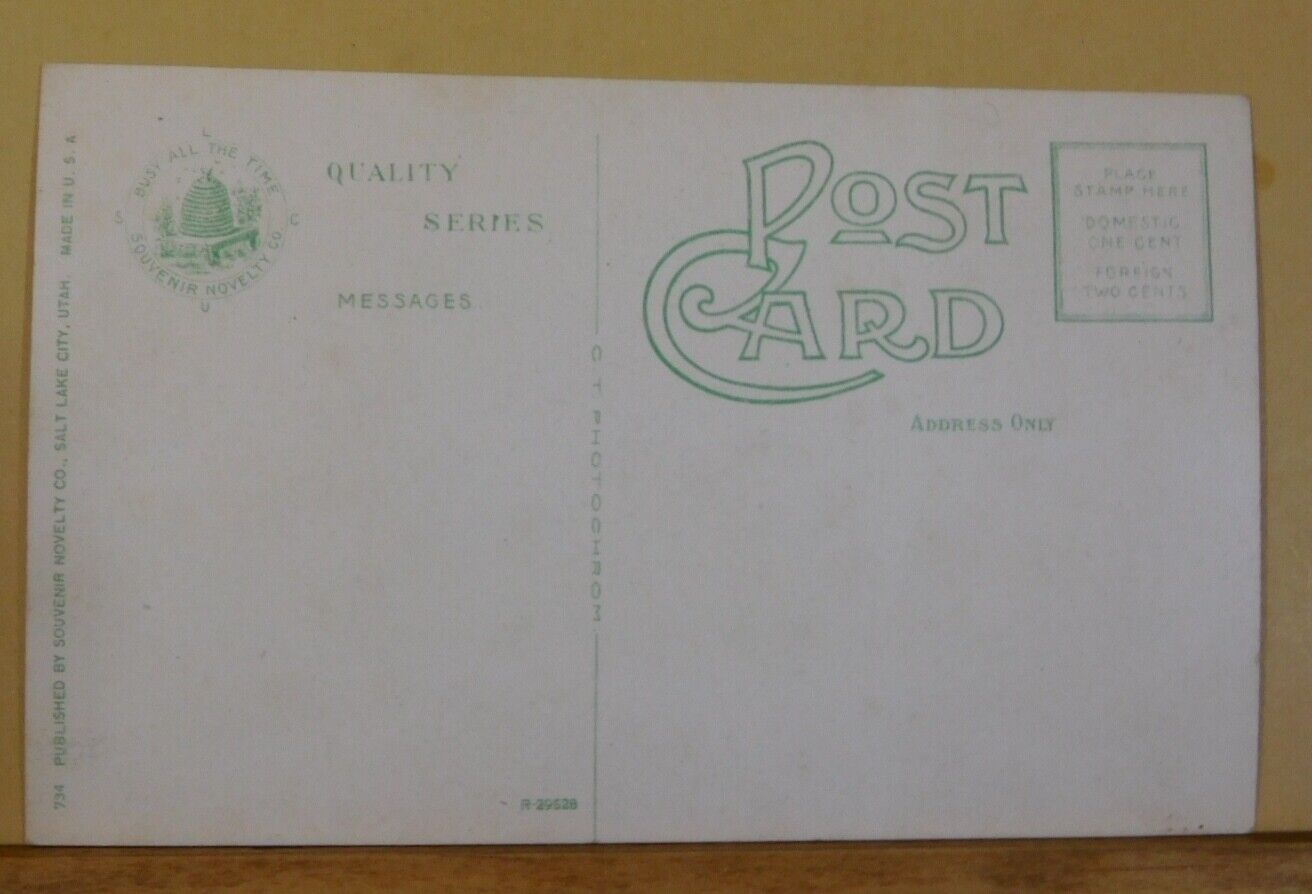 734 PUBLISHED BY SOUVENIR NOVELTY CO., SALT LAKE CITY, UTAH. MADE IN U. S. A
BUSY ALL THE TIME
SOUVENIR NOVELTY CO.
S L C U
QUALITY
SERIES
MESSAGES
C T PHOTOCHROM
R-29628
POST
CARD
PLACE
STAMP HERE
DOMESTIC
ONE CENT
FOREIGN
TWO CENTS
ADDRESS ONLY